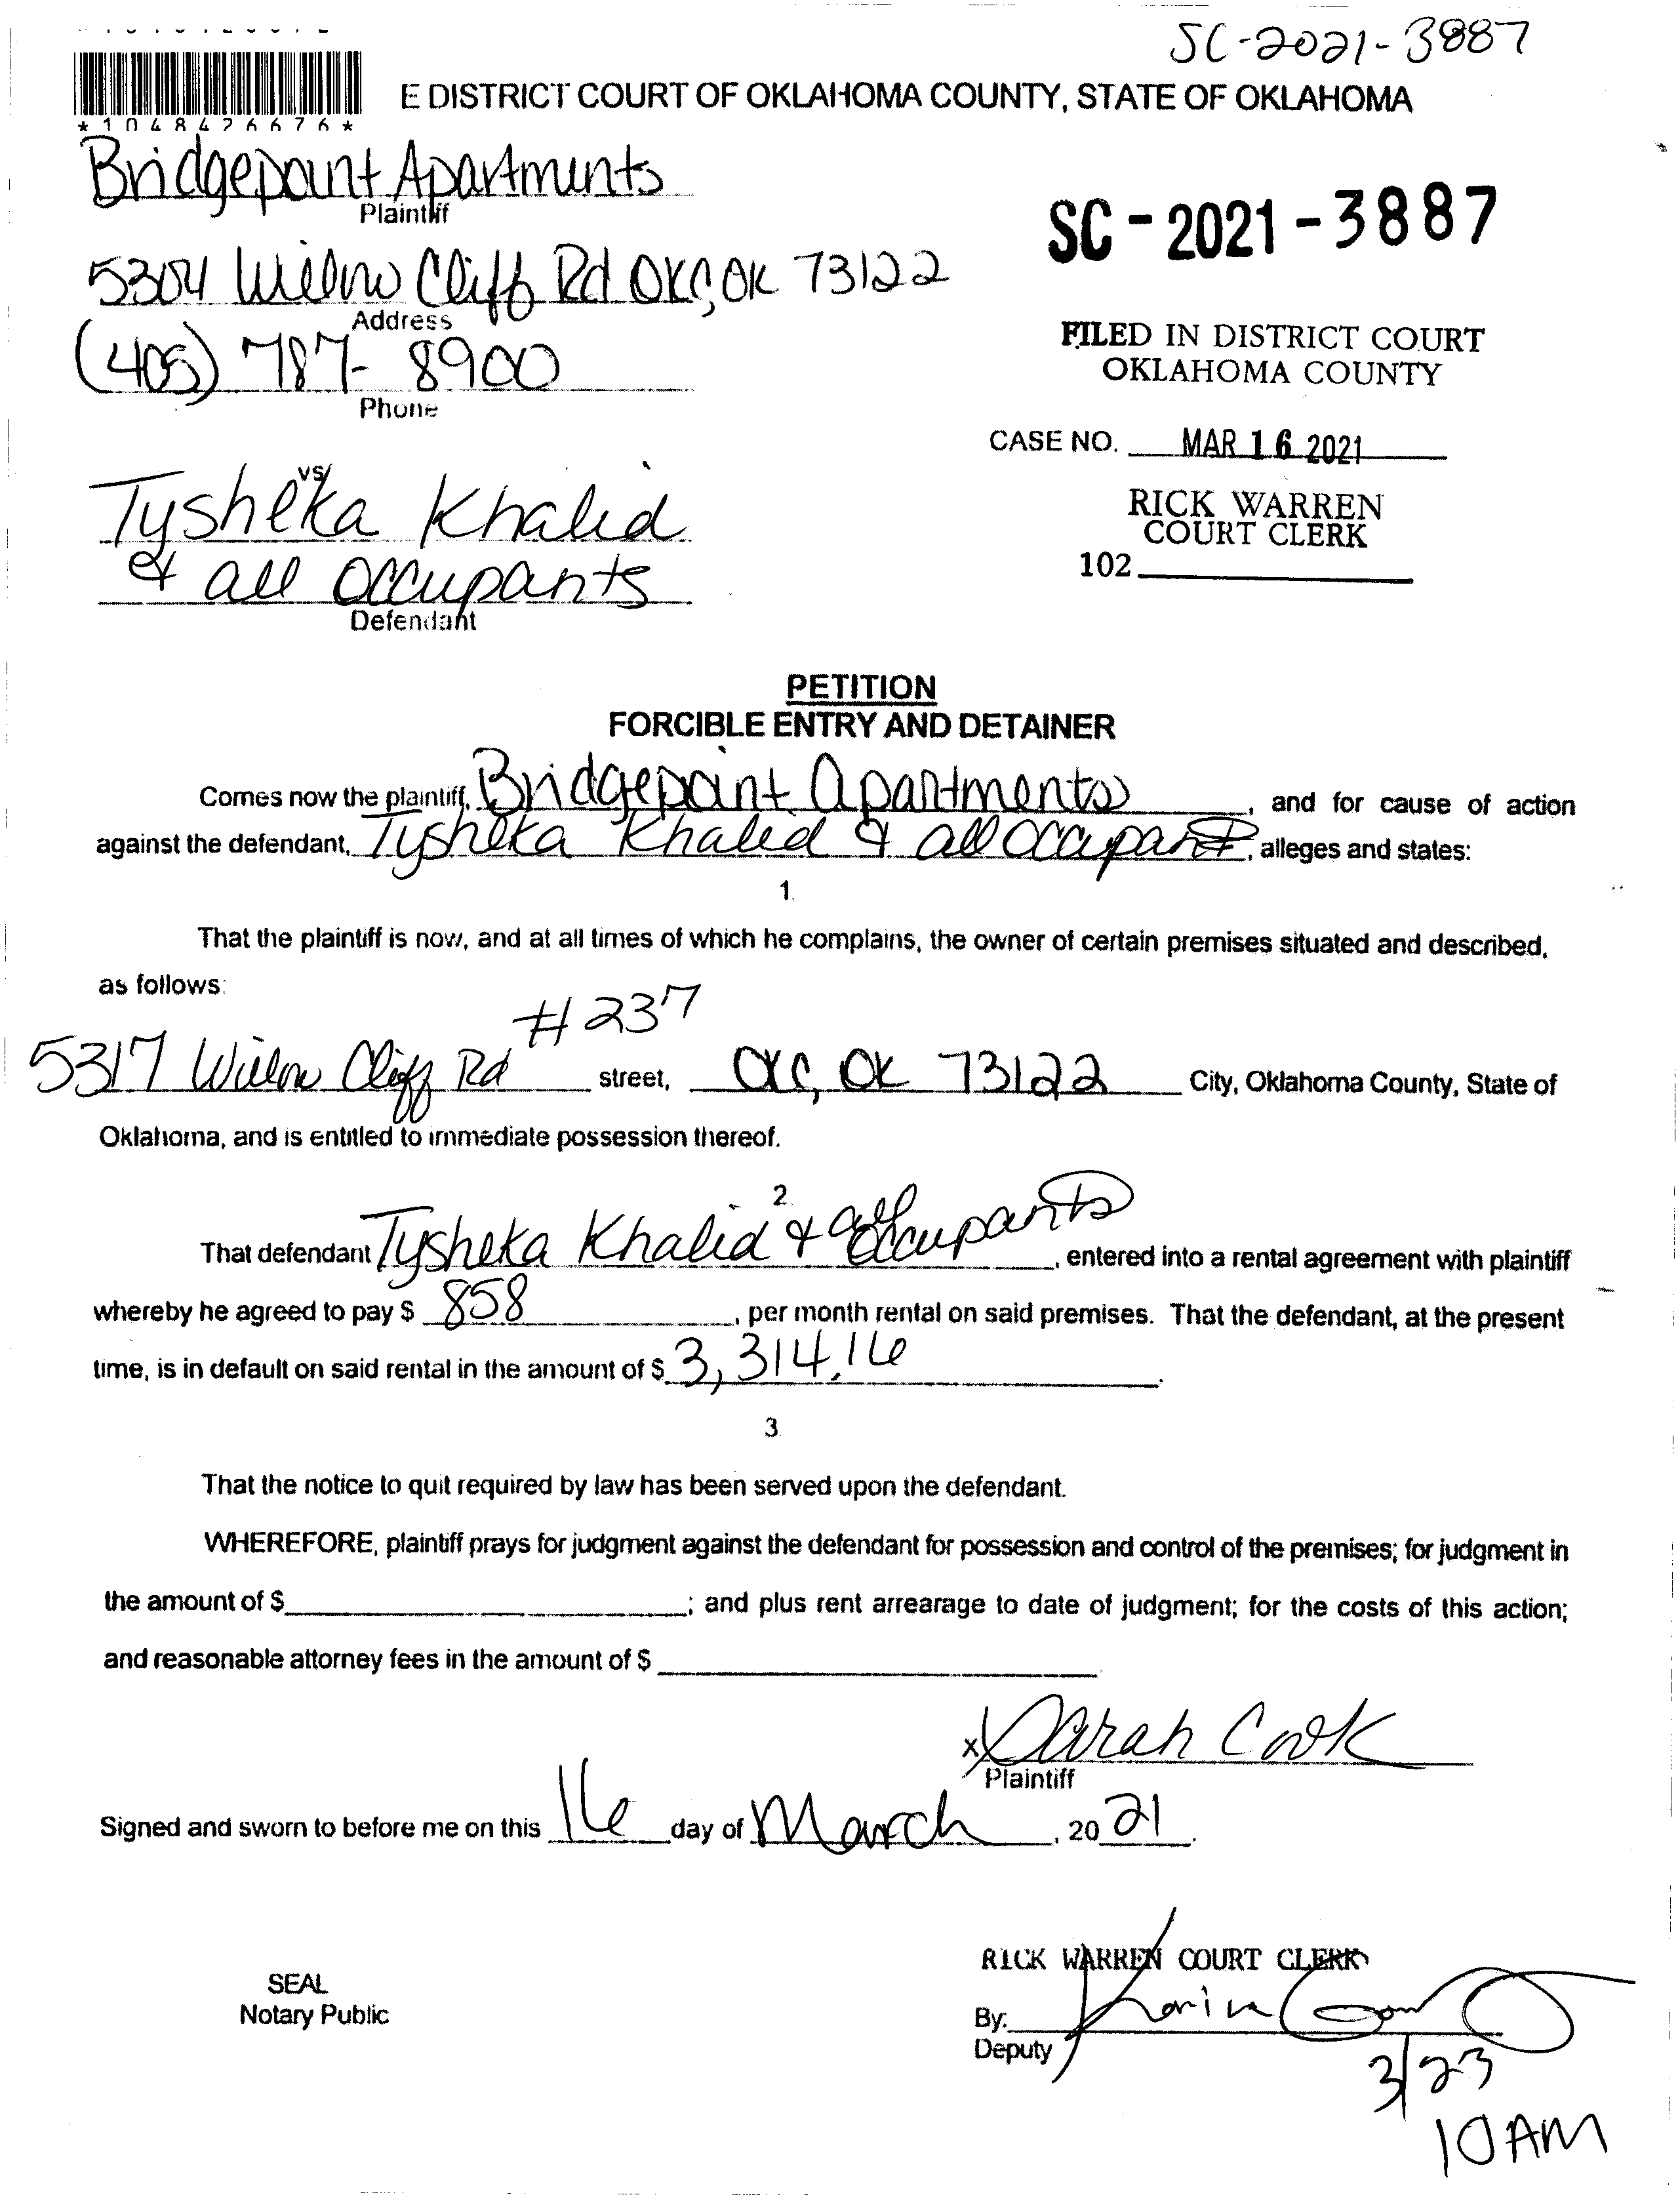 SC-2021-3887
*1048426676*
E DISTRICT COURT OF OKLAHOMA COUNTY, STATE OF OKLAHOMA
Bridgepoint Apartments
Plaintiff
SC-2021-3887
5304 Willow Cliff Rd OKC, OK 73122
Address
FILED IN DISTRICT COURT
OKLAHOMA COUNTY
(405) 787-8900
Phone
CASE NO. MAR 16 2021
vs
Tysheka Khalid
& all occupants
Defendant
RICK WARREN
COURT CLERK
102
PETITION
FORCIBLE ENTRY AND DETAINER
Comes now the plaintiff, Bridgepoint Apartments, and for cause of action
against the defendant, Tysheka Khalid & all occupants, alleges and states:
1.
That the plaintiff is now, and at all times of which he complains, the owner of certain premises situated and described,
as follows:
#237
5317 Willow Cliff Rd street, OKC, OK 73122 City, Oklahoma County, State of
Oklahoma, and is entitled to immediate possession thereof.
2.
That defendant Tysheka Khalid & all occupants, entered into a rental agreement with plaintiff
whereby he agreed to pay $ 858, per month rental on said premises. That the defendant, at the present
time, is in default on said rental in the amount of $ 3,314.16.
3.
That the notice to quit required by law has been served upon the defendant.
WHEREFORE, plaintiff prays for judgment against the defendant for possession and control of the premises; for judgment in
the amount of $ ; and plus rent arrearage to date of judgment; for the costs of this action;
and reasonable attorney fees in the amount of $
x Sarah Cook
Plaintiff
Signed and sworn to before me on this 16 day of March, 2021.
RICK WARREN COURT CLERK
SEAL
Notary Public
By: Karina
Deputy
3/23
10AM